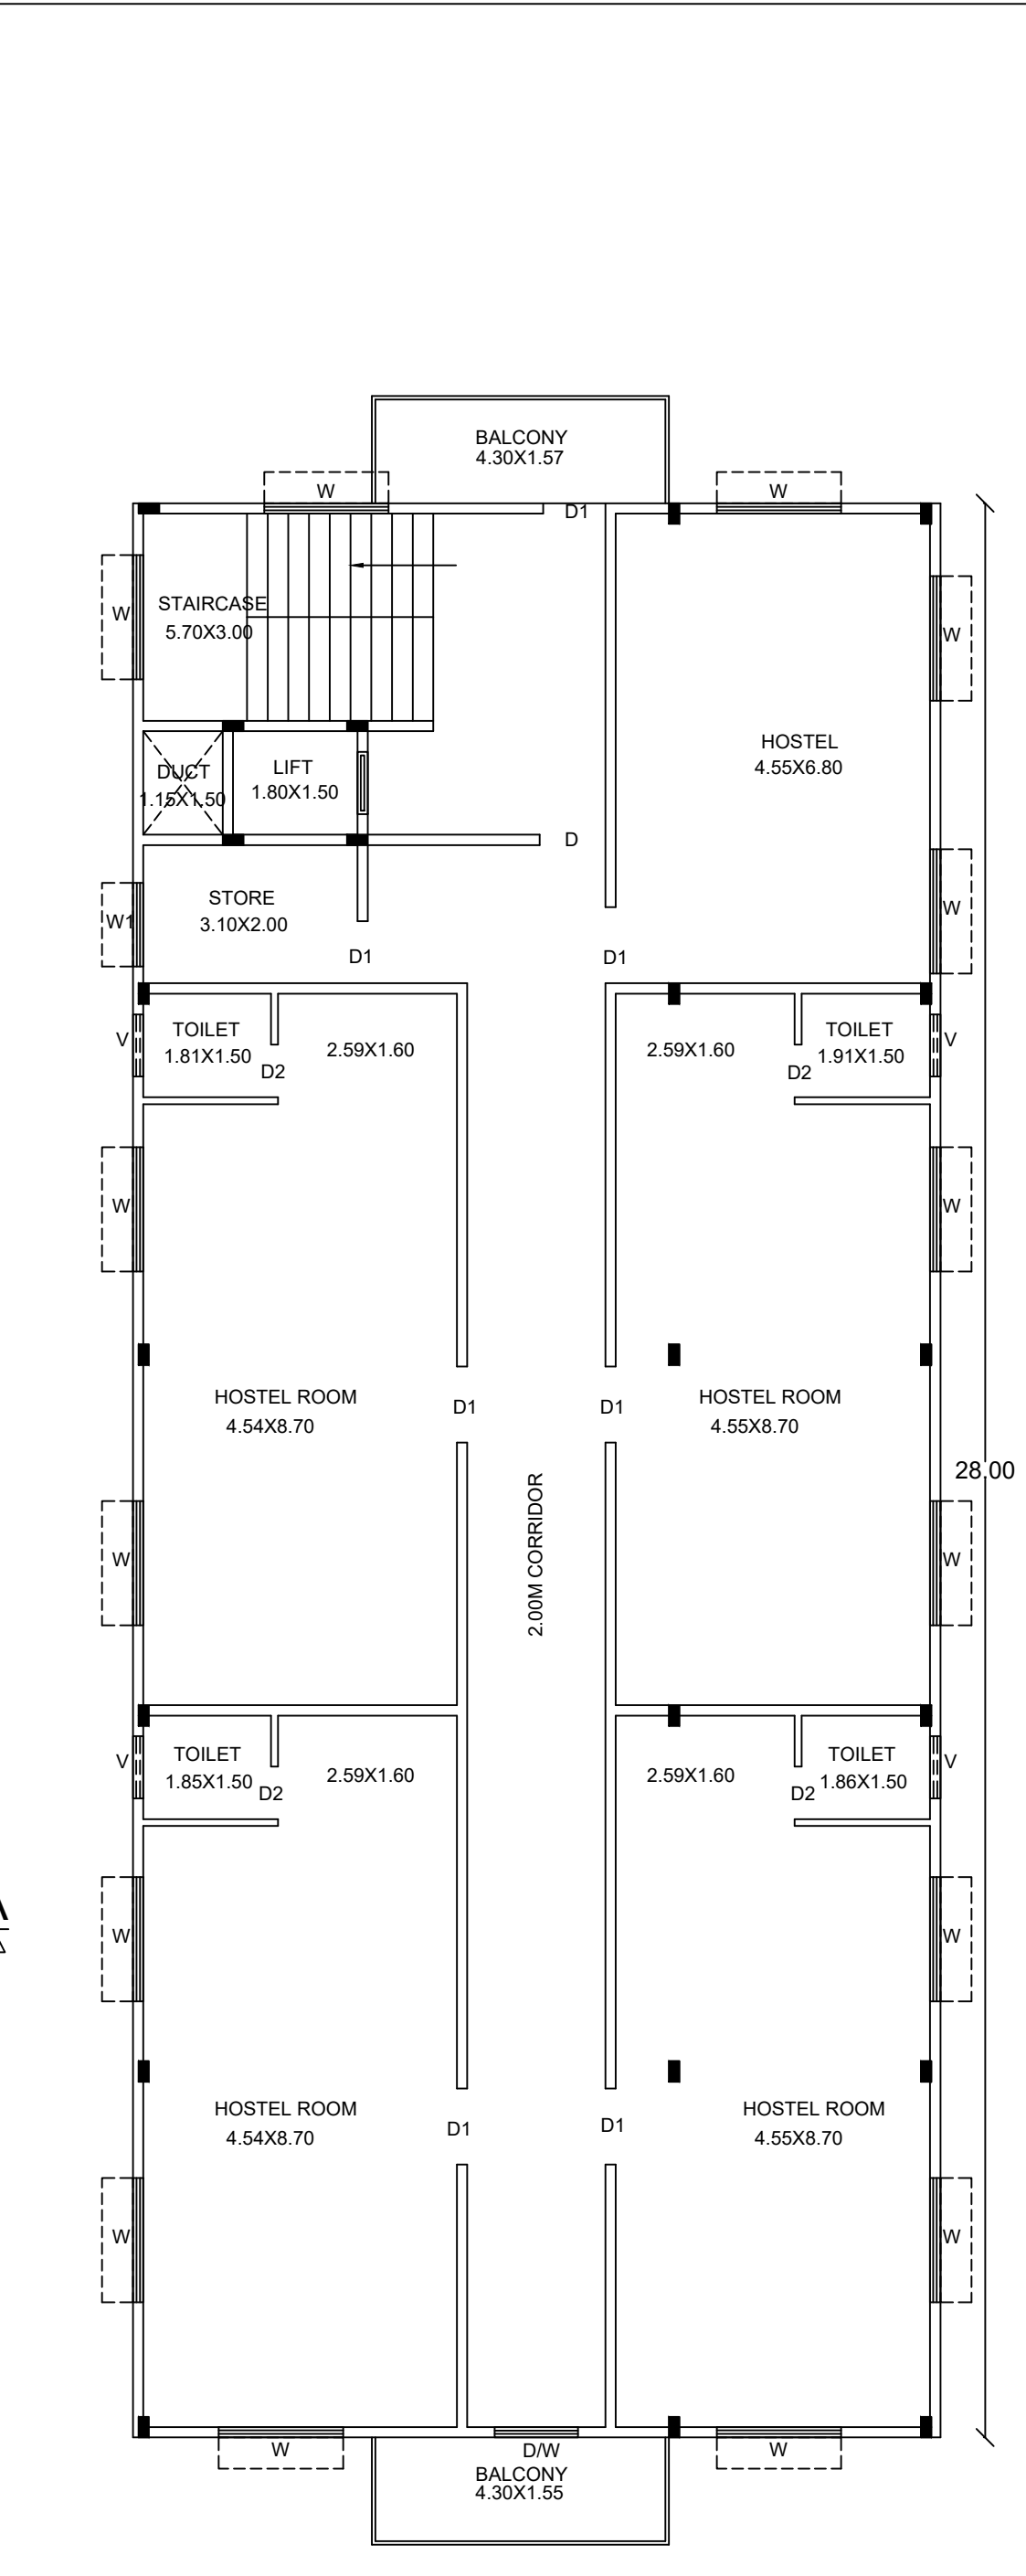 BALCONY
4.30X1.57
W
W
D1
STAIRCASE
5.70X3.00
W
W
HOSTEL
4.55X6.80
DUCT
1.15X1.50
LIFT
1.80X1.50
D
STORE
3.10X2.00
W1
W
D1
D1
V
TOILET
1.81X1.50
D2
2.59X1.60
2.59X1.60
D2
TOILET
1.91X1.50
V
W
W
HOSTEL ROOM
4.54X8.70
D1
D1
HOSTEL ROOM
4.55X8.70
28.00
2.00M CORRIDOR
W
W
V
TOILET
1.85X1.50
D2
2.59X1.60
2.59X1.60
D2
TOILET
1.86X1.50
V
A
W
W
HOSTEL ROOM
4.54X8.70
D1
D1
HOSTEL ROOM
4.55X8.70
W
W
W
D/W
W
BALCONY
4.30X1.55